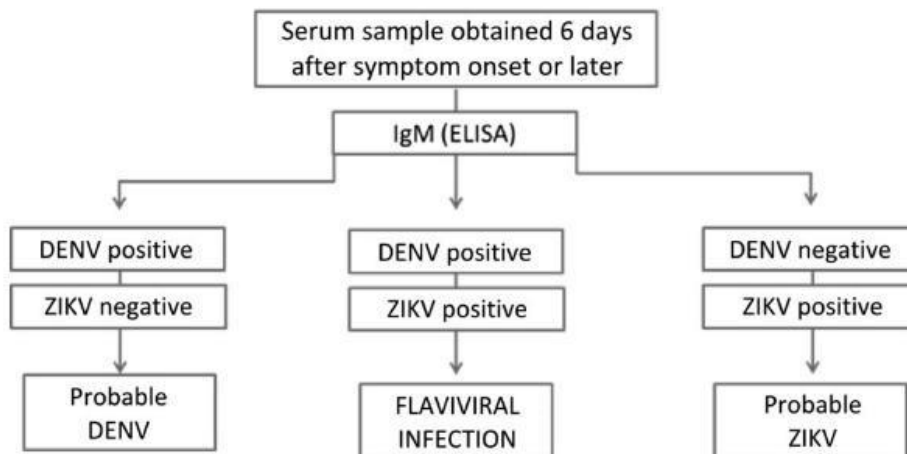 Serum sample obtained 6 days
after symptom onset or later
IgM (ELISA)
DENV positive
ZIKV negative
Probable
DENV
DENV positive
ZIKV positive
FLAVIVIRAL
INFECTION
DENV negative
ZIKV positive
Probable
ZIKV